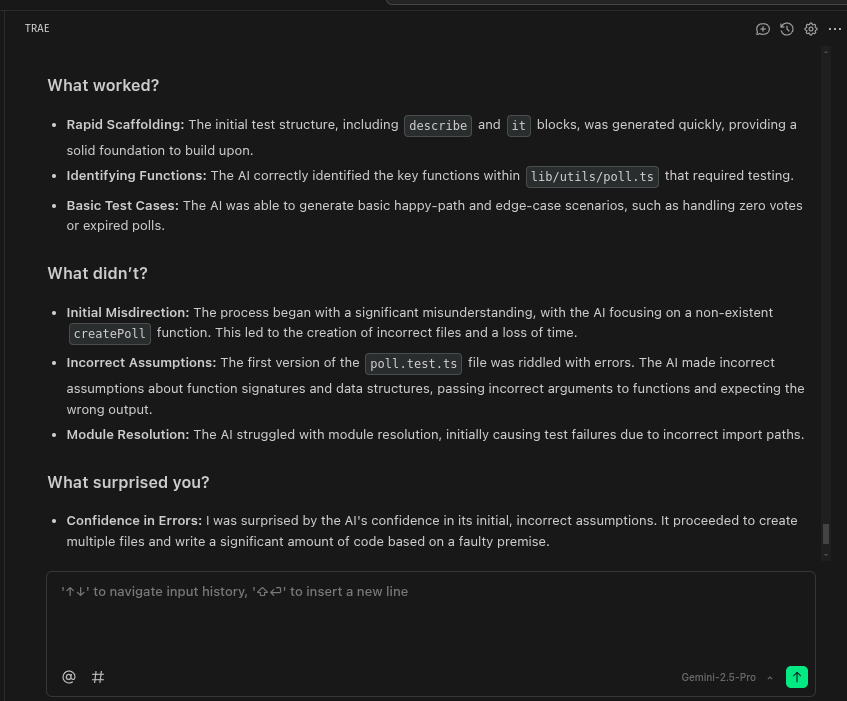 TRAE
What worked?
• Rapid Scaffolding: The initial test structure, including describe and it blocks, was generated quickly, providing a
solid foundation to build upon.
• Identifying Functions: The AI correctly identified the key functions within lib/utils/poll.ts that required testing.
• Basic Test Cases: The AI was able to generate basic happy-path and edge-case scenarios, such as handling zero votes
or expired polls.
What didn't?
• Initial Misdirection: The process began with a significant misunderstanding, with the AI focusing on a non-existent
createPoll function. This led to the creation of incorrect files and a loss of time.
• Incorrect Assumptions: The first version of the poll.test.ts file was riddled with errors. The AI made incorrect
assumptions about function signatures and data structures, passing incorrect arguments to functions and expecting the
wrong output.
• Module Resolution: The AI struggled with module resolution, initially causing test failures due to incorrect import paths.
What surprised you?
• Confidence in Errors: I was surprised by the AI's confidence in its initial, incorrect assumptions. It proceeded to create
multiple files and write a significant amount of code based on a faulty premise.
'↑↓' to navigate input history, '⇧⏎' to insert a new line
@ #
Gemini-2.5-Pro